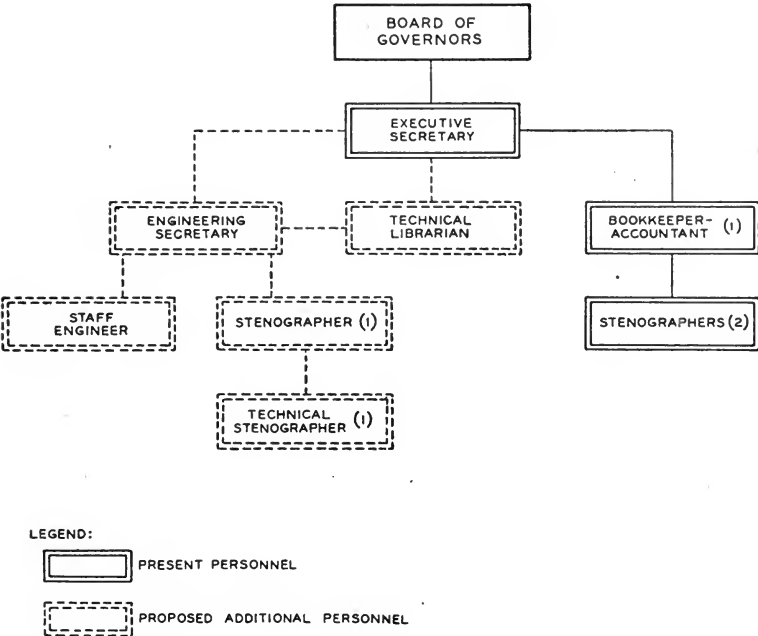 BOARD OF
GOVERNORS
EXECUTIVE
SECRETARY
ENGINEERING
SECRETARY
TECHNICAL
LIBRARIAN
BOOKKEEPER-
ACCOUNTANT (1)
STAFF
ENGINEER
STENOGRAPHER (1)
STENOGRAPHERS (2)
TECHNICAL
STENOGRAPHER (1)
LEGEND:
PRESENT PERSONNEL
PROPOSED ADDITIONAL PERSONNEL